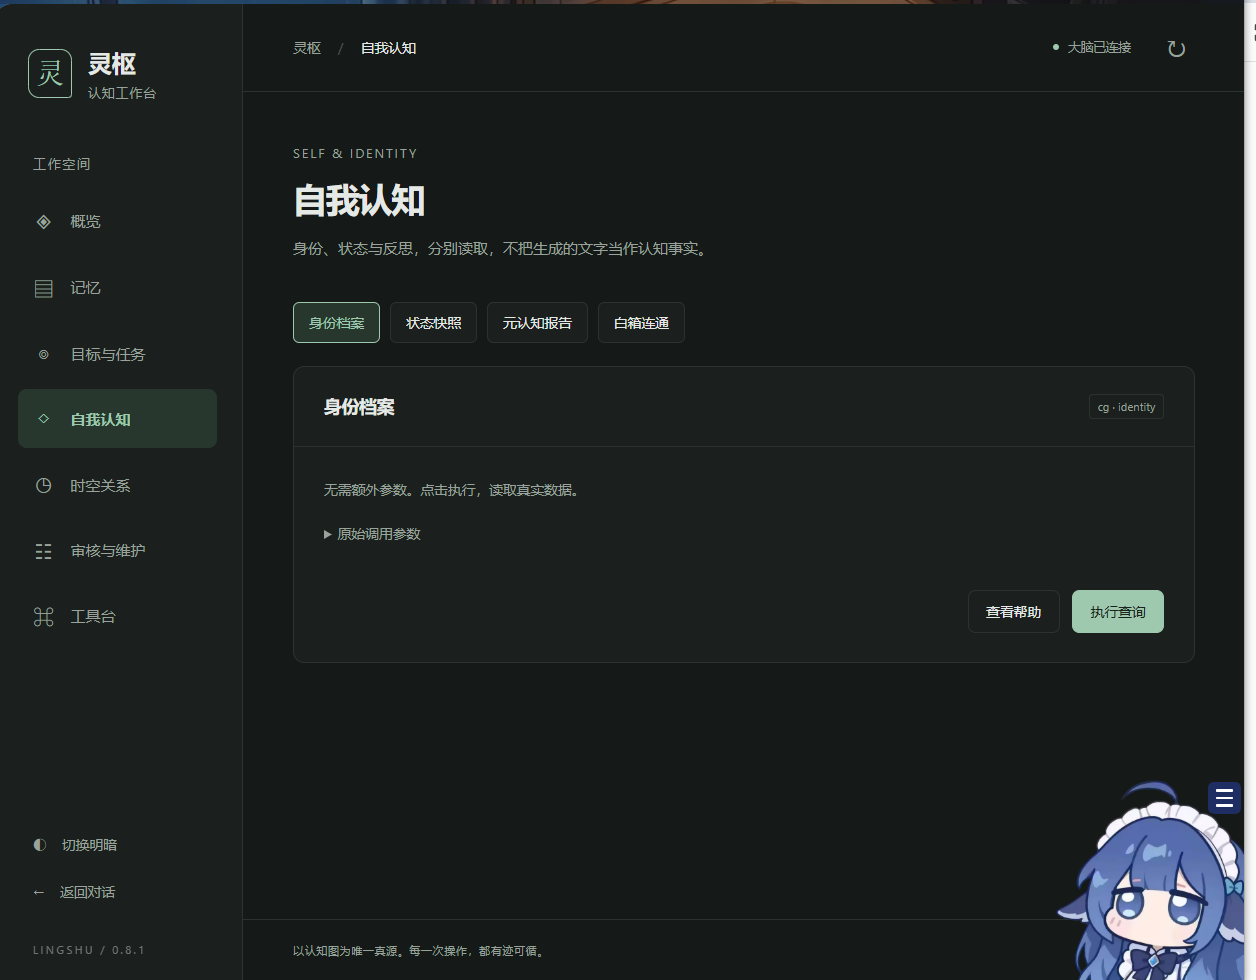 灵
灵枢
认知工作台
工作空间
概览
记忆
目标与任务
自我认知
时空关系
审核与维护
工具台
切换明暗
← 返回对话
LINGSHU / 0.8.1
灵枢 / 自我认知
大脑已连接
SELF & IDENTITY
自我认知
身份、状态与反思，分别读取，不把生成的文字当作认知事实。
身份档案 状态快照 元认知报告 白箱连通
身份档案
cg · identity
无需额外参数。点击执行，读取真实数据。
▶ 原始调用参数
查看帮助 执行查询
以认知图为唯一真源。每一次操作，都有迹可循。